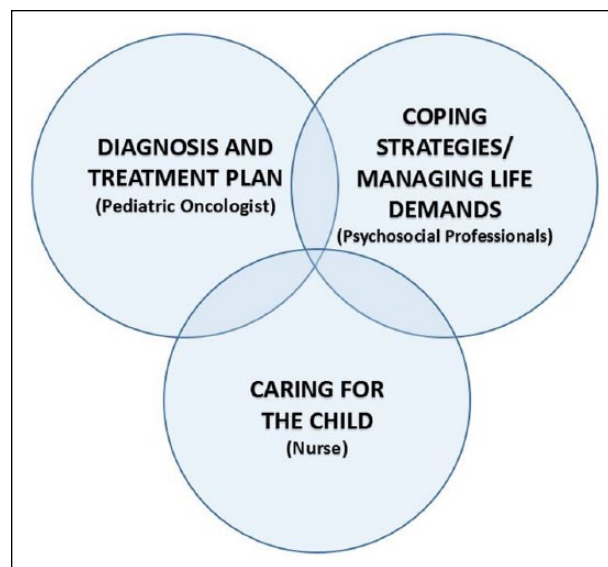 DIAGNOSIS AND
TREATMENT PLAN
(Pediatric Oncologist)
COPING
STRATEGIES/
MANAGING LIFE
DEMANDS
(Psychosocial Professionals)
CARING FOR
THE CHILD
(Nurse)